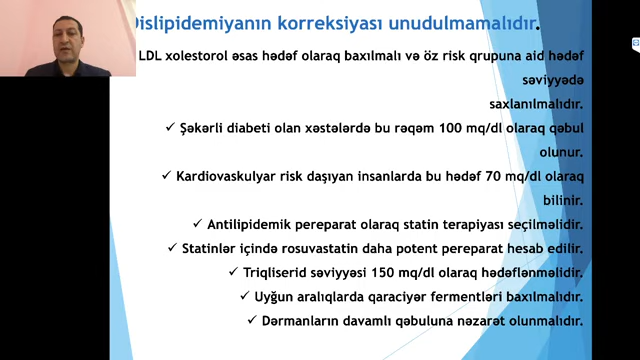 Dislipidemiyanın korreksiyası unudulmamalıdır.
LDL xolestorol əsas hədəf olaraq baxılmalı və öz risk qrupuna aid hədəf
səviyyədə
saxlanılmalıdır.
✓ Şəkərli diabeti olan xəstələrdə bu rəqəm 100 mq/dl olaraq qəbul
olunur.
✓ Kardiovaskulyar risk daşıyan insanlarda bu hədəf 70 mq/dl olaraq
bilinir.
✓ Antilipidemik pereparat olaraq statin terapiyası seçilməlidir.
✓ Statinlər içində rosuvastatin daha potent pereparat hesab edilir.
✓ Triqliserid səviyyəsi 150 mq/dl olaraq hədəflənməlidir.
✓ Uyğun aralıqlarda qaraciyər fermentləri baxılmalıdır.
✓ Dərmanların davamlı qəbuluna nəzarət olunmalıdır.